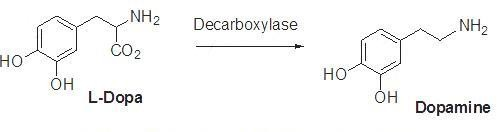 NH2
Decarboxylase
NH2
CO2
HO
HO
OH
OH
L-Dopa
Dopamine